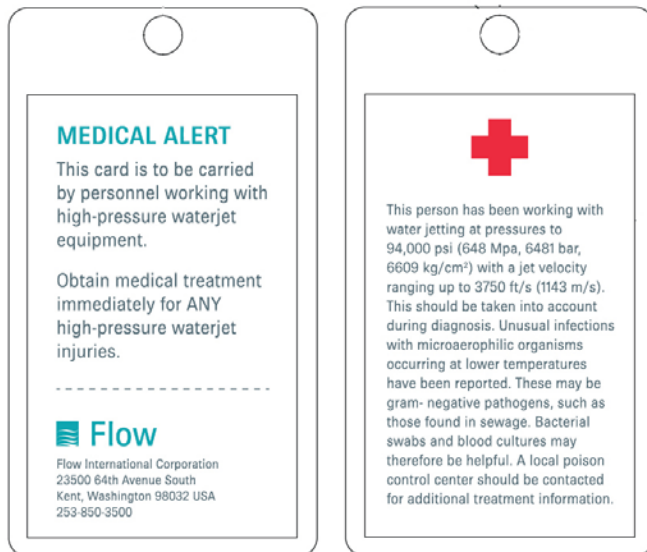 MEDICAL ALERT
This card is to be carried
by personnel working with
high-pressure waterjet
equipment.
Obtain medical treatment
immediately for ANY
high-pressure waterjet
injuries.
Flow
Flow International Corporation
23500 64th Avenue South
Kent, Washington 98032 USA
253-850-3500
This person has been working with
water jetting at pressures to
94,000 psi (648 Mpa, 6481 bar,
6609 kg/cm²) with a jet velocity
ranging up to 3750 ft/s (1143 m/s).
This should be taken into account
during diagnosis. Unusual infections
with microaerophilic organisms
occurring at lower temperatures
have been reported. These may be
gram- negative pathogens, such as
those found in sewage. Bacterial
swabs and blood cultures may
therefore be helpful. A local poison
control center should be contacted
for additional treatment information.